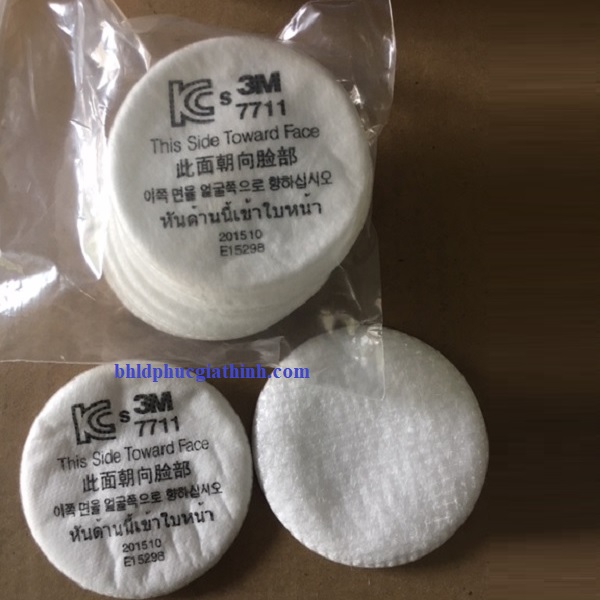 KCs 3M
7711
This Side Toward Face
此面朝向脸部
이쪽 면을 얼굴쪽으로 향하십시오
หันด้านนี้เข้าใบหน้า
201510
E15298
bhldphucgiathinh.com
KCs 3M
7711
This Side Toward Face
此面朝向脸部
이쪽 면을 얼굴쪽으로 향하십시오
หันด้านนี้เข้าใบหน้า
201510
E15298